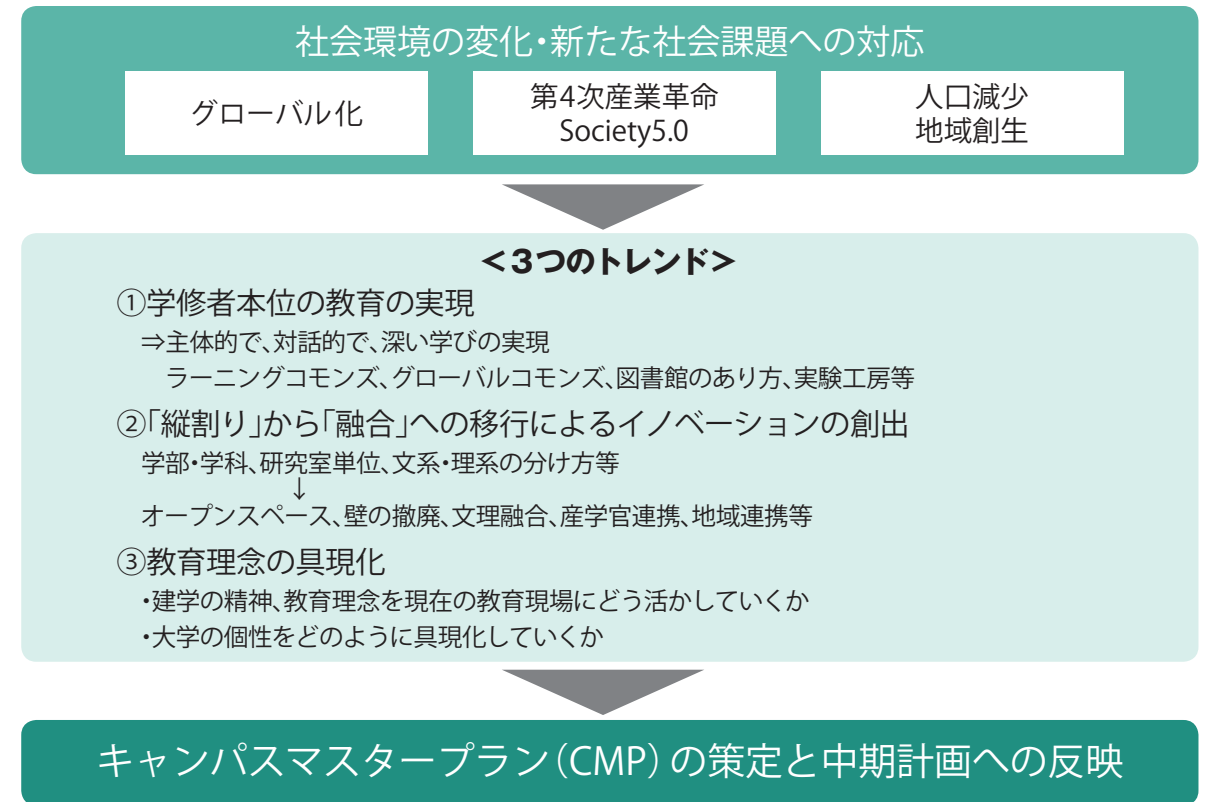 社会環境の変化・新たな社会課題への対応
グローバル化
第4次産業革命
Society5.0
人口減少
地域創生
＜３つのトレンド＞
①学修者本位の教育の実現
⇒主体的で、対話的で、深い学びの実現
ラーニングコモンズ、グローバルコモンズ、図書館のあり方、実験工房等
②「縦割り」から「融合」への移行によるイノベーションの創出
学部・学科、研究室単位、文系・理系の分け方等
↓
オープンスペース、壁の撤廃、文理融合、産学官連携、地域連携等
③教育理念の具現化
・建学の精神、教育理念を現在の教育現場にどう活かしていくか
・大学の個性をどのように具現化していくか
キャンパスマスタープラン（CMP）の策定と中期計画への反映